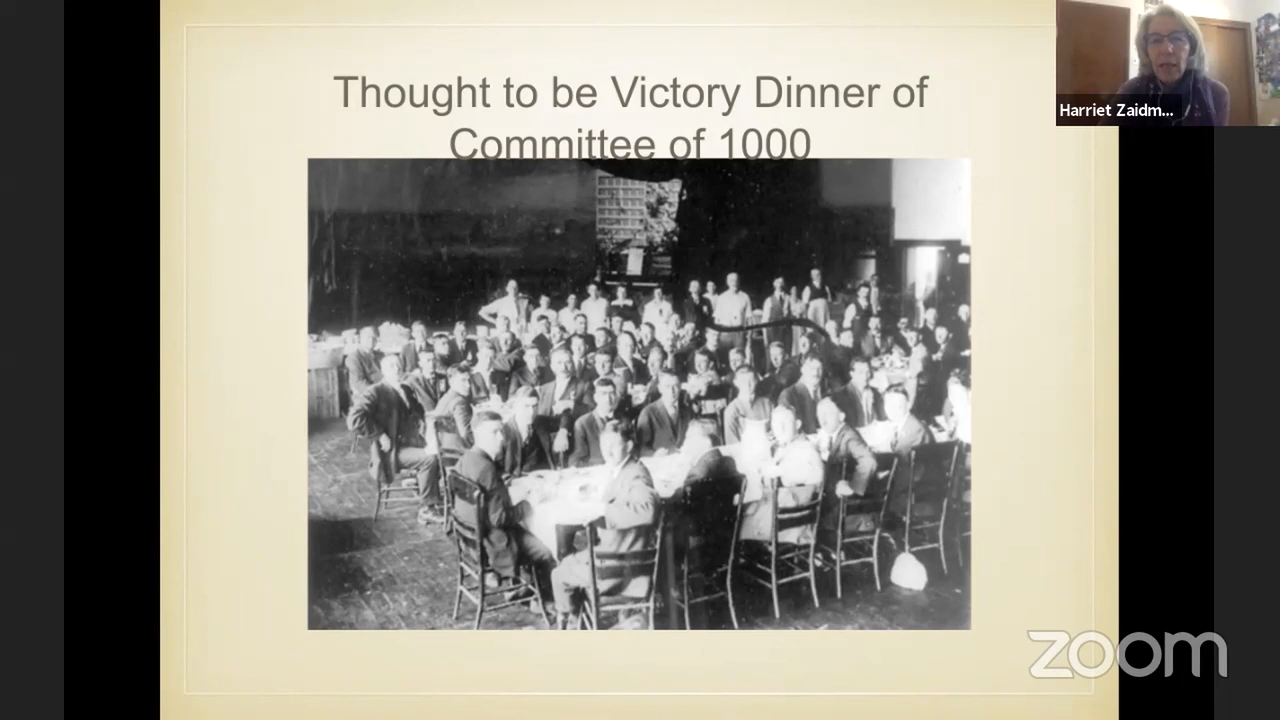 Thought to be Victory Dinner of
Committee of 1000
Harriet Zaidm...
zoom